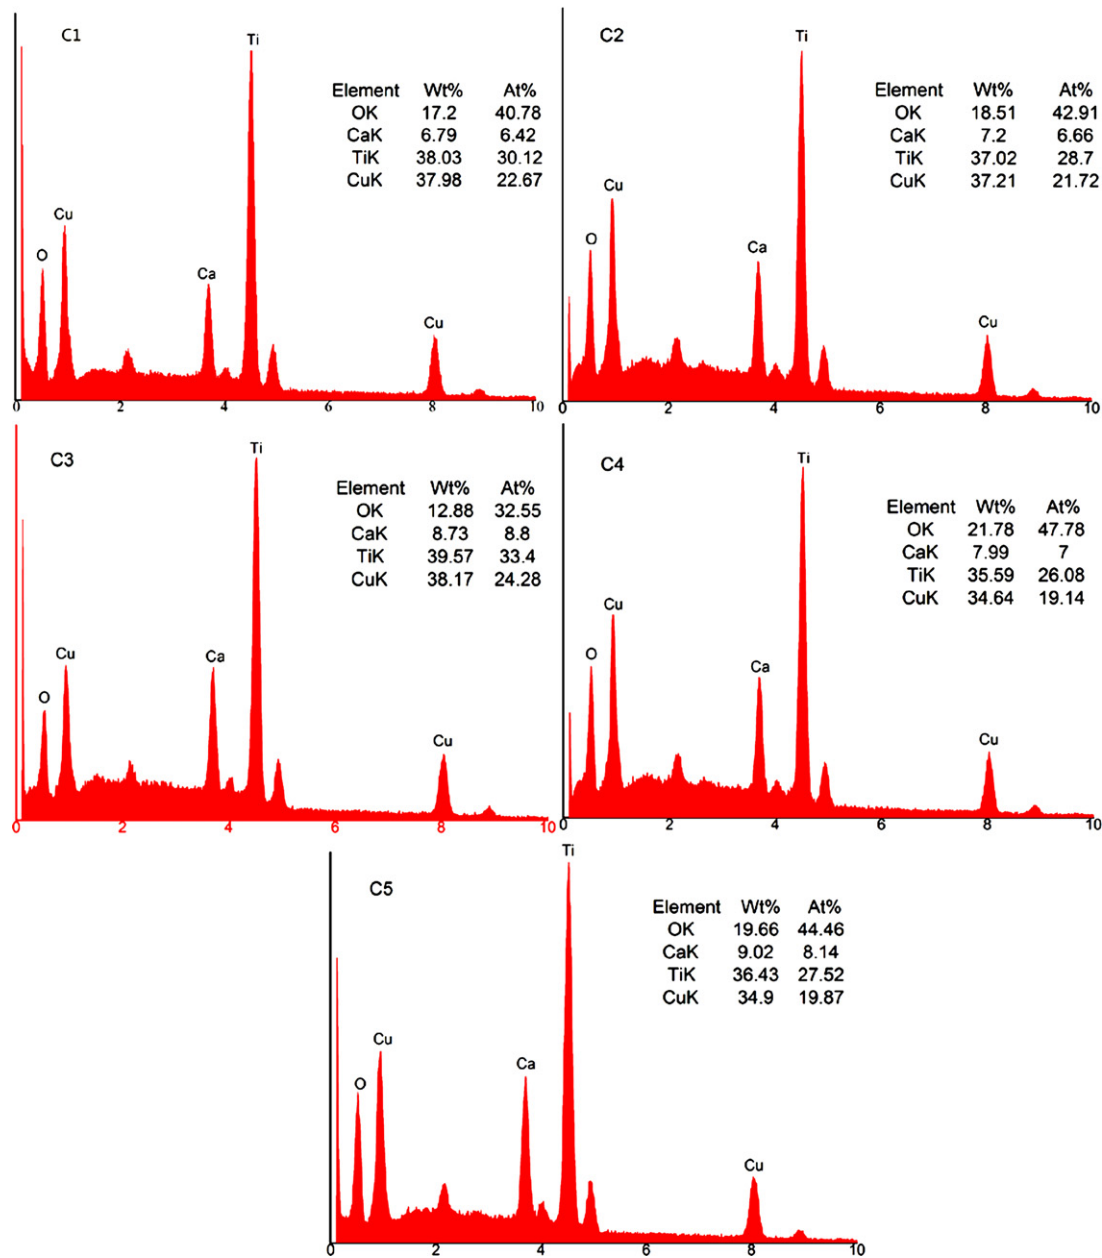 C1
Ti
Element Wt% At%
OK 17.2 40.78
CaK 6.79 6.42
TiK 38.03 30.12
CuK 37.98 22.67
Cu
O
Ca
Cu
0 2 4 6 8 10
C2
Ti
Element Wt% At%
OK 18.51 42.91
CaK 7.2 6.66
TiK 37.02 28.7
CuK 37.21 21.72
Cu
O
Ca
Cu
0 2 4 6 8 10
C3
Ti
Element Wt% At%
OK 12.88 32.55
CaK 8.73 8.8
TiK 39.57 33.4
CuK 38.17 24.28
Cu
Ca
O
Cu
0 2 4 6 8 10
C4
Ti
Element Wt% At%
OK 21.78 47.78
CaK 7.99 7
TiK 35.59 26.08
CuK 34.64 19.14
Cu
O
Ca
Cu
0 2 4 6 8 10
Ti
C5
Element Wt% At%
OK 19.66 44.46
CaK 9.02 8.14
TiK 36.43 27.52
CuK 34.9 19.87
Cu
Ca
O
Cu
0 2 4 6 8 10